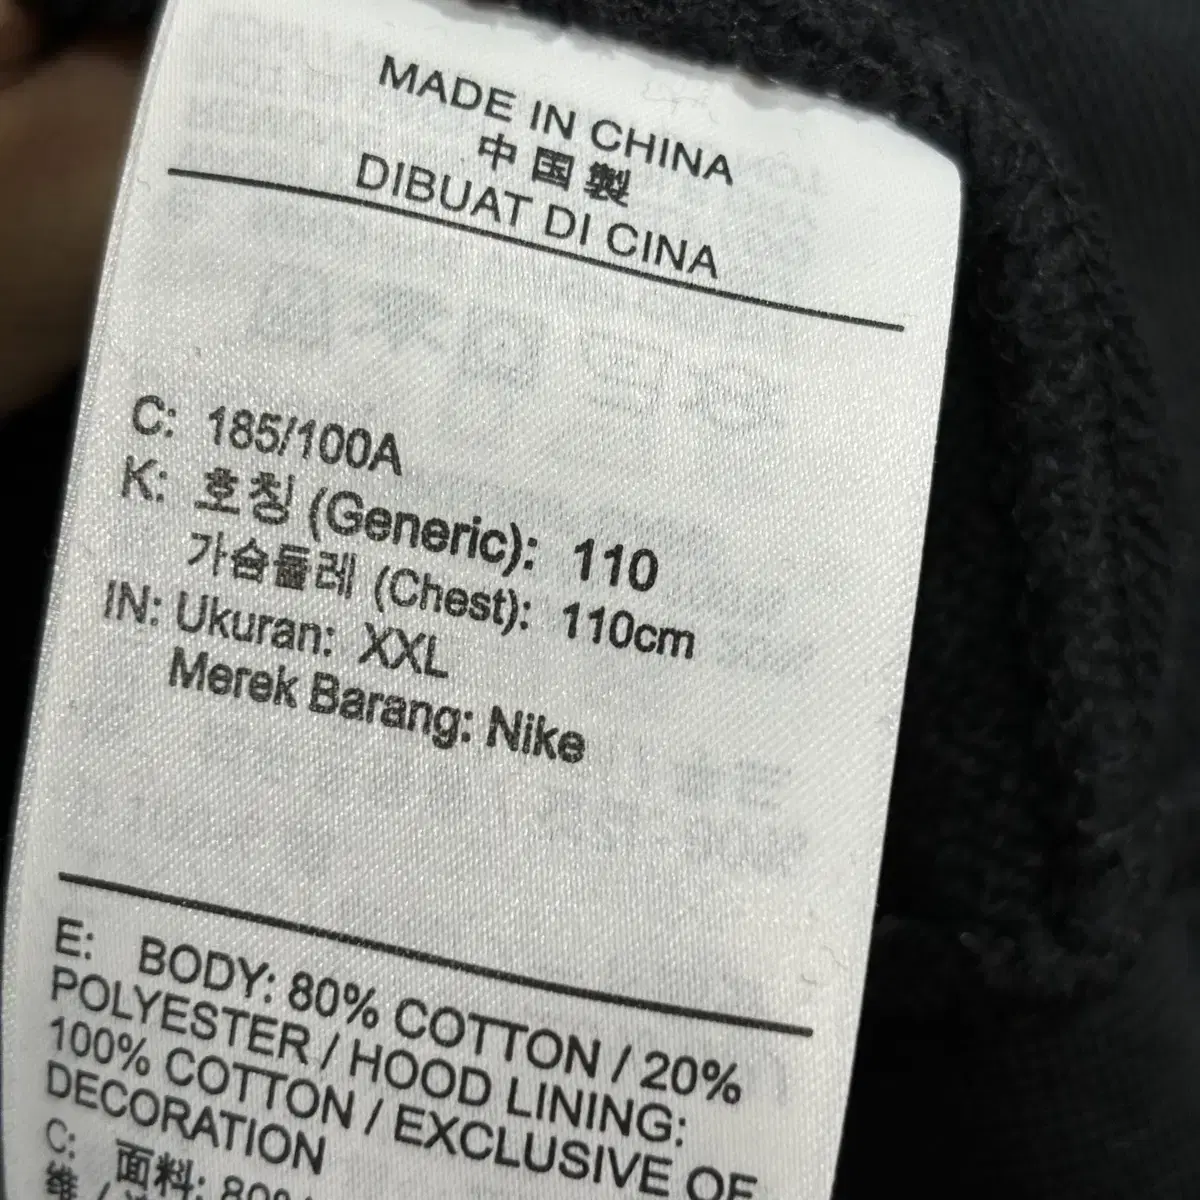 MADE IN CHINA
中国製
DIBUAT DI CINA
C: 185/100A
K: 호칭 (Generic): 110
가슴둘레 (Chest): 110cm
IN: Ukuran: XXL
Merek Barang: Nike
E: BODY: 80% COTTON / 20%
POLYESTER / HOOD LINING:
100% COTTON / EXCLUSIVE OF
DECORATION
C: 面料: 80%
维 /